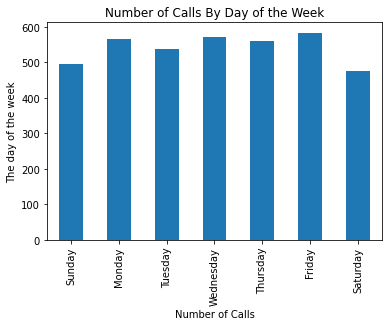 Number of Calls By Day of the Week
The day of the week
600
500
400
300
200
100
0
Sunday
Monday
Tuesday
Wednesday
Thursday
Friday
Saturday
Number of Calls